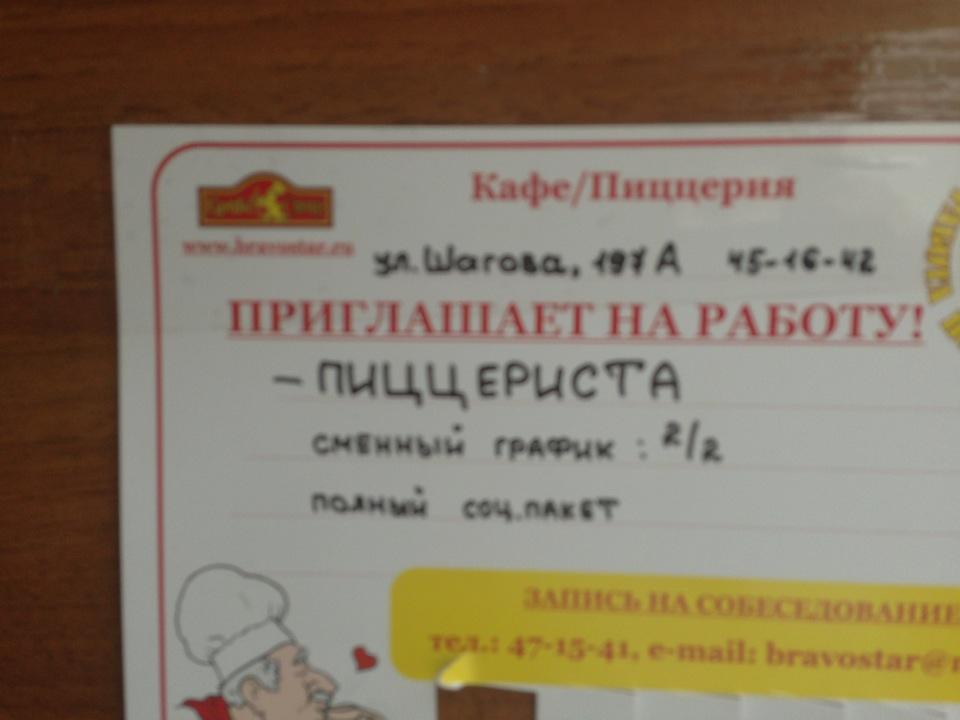 Кафе/Пиццерия
www.bravostar.ru
ул. Шагова, 197А 45-16-42
ПРИГЛАШАЕТ НА РАБОТУ!
- ПИЦЦЕРИСТА
СМЕННЫЙ ГРАФИК : 2/2
ПОЛНЫЙ СОЦ.ПАКЕТ
ЗАПИСЬ НА СОБЕСЕДОВАНИЕ
тел.: 47-15-41, e-mail: bravostar@